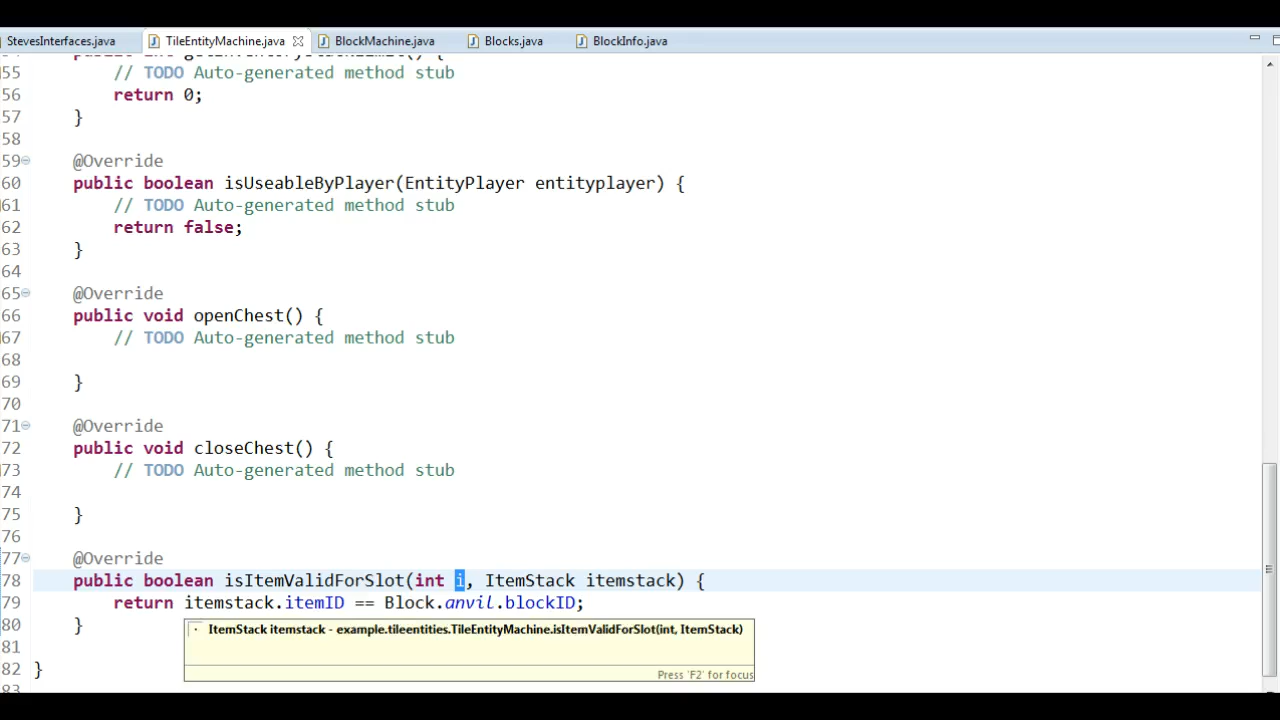 StevesInterfaces.java TileEntityMachine.java BlockMachine.java Blocks.java BlockInfo.java
55 // TODO Auto-generated method stub
56 return 0;
57 }
58
59 @Override
60 public boolean isUseableByPlayer(EntityPlayer entityplayer) {
61 // TODO Auto-generated method stub
62 return false;
63 }
64
65 @Override
66 public void openChest() {
67 // TODO Auto-generated method stub
68
69 }
70
71 @Override
72 public void closeChest() {
73 // TODO Auto-generated method stub
74
75 }
76
77 @Override
78 public boolean isItemValidForSlot(int i, ItemStack itemstack) {
79 return itemstack.itemID == Block.anvil.blockID;
80 }
ItemStack itemstack - example.tileentities.TileEntityMachine.isItemValidForSlot(int, ItemStack)
81
82 }
Press 'F2' for focus